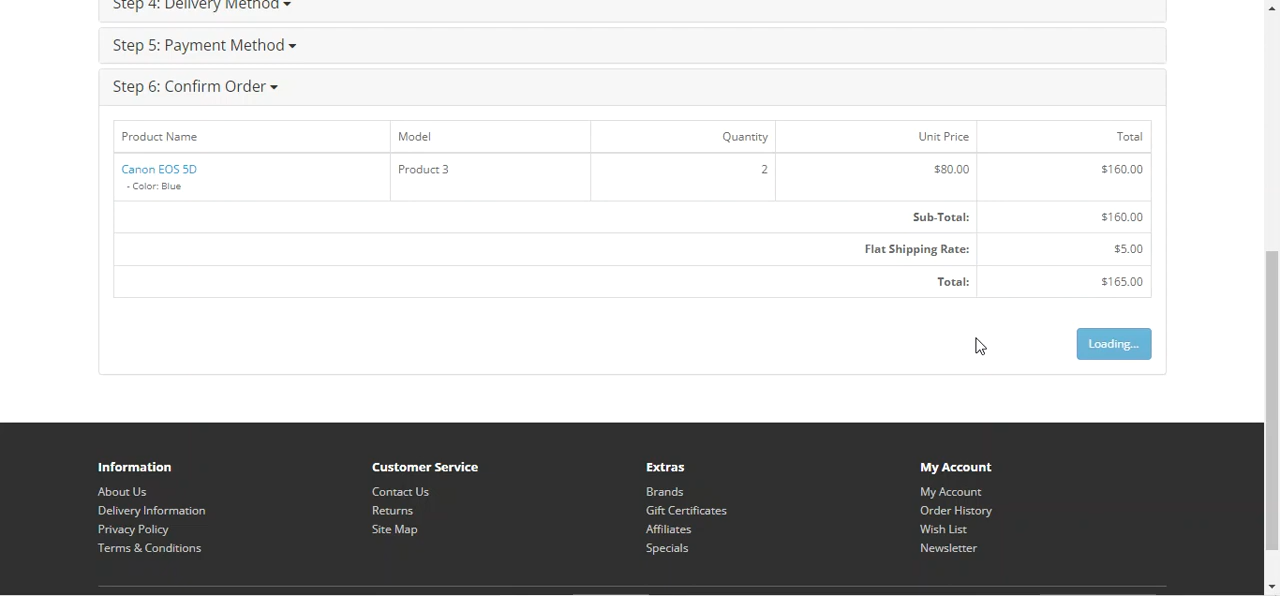 Step 4: Delivery Method
Step 5: Payment Method
Step 6: Confirm Order
Product Name Model Quantity Unit Price Total
Canon EOS 5D Product 3 2 $80.00 $160.00
- Color: Blue
Sub-Total: $160.00
Flat Shipping Rate: $5.00
Total: $165.00
Loading...
Information Customer Service Extras My Account
About Us Contact Us Brands My Account
Delivery Information Returns Gift Certificates Order History
Privacy Policy Site Map Affiliates Wish List
Terms & Conditions Specials Newsletter